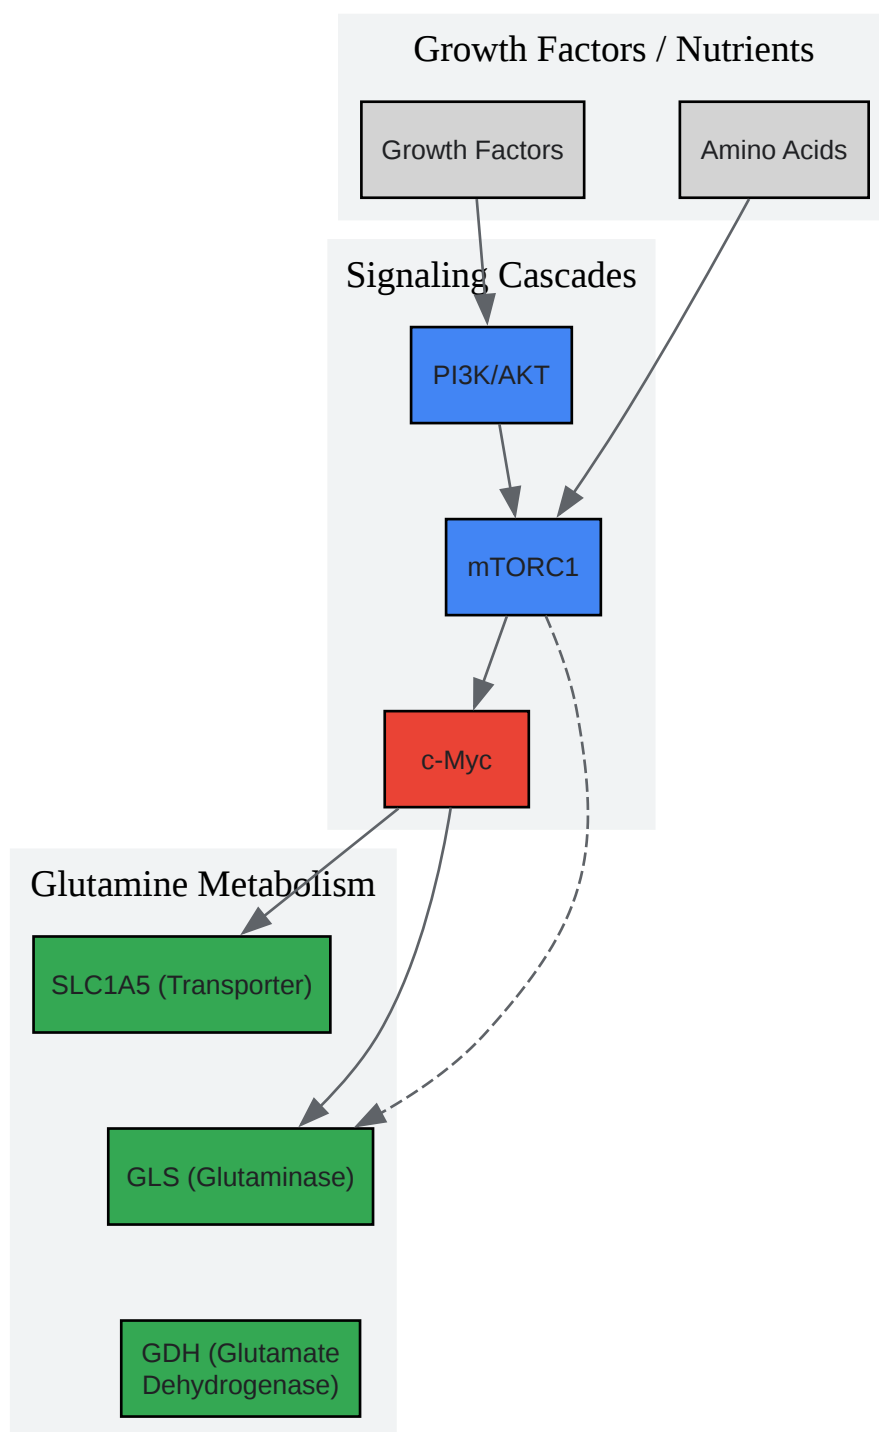 Growth Factors / Nutrients
Growth Factors
Amino Acids
Signaling Cascades
PI3K/AKT
mTORC1
c-Myc
Glutamine Metabolism
SLC1A5 (Transporter)
GLS (Glutaminase)
GDH (Glutamate
Dehydrogenase)